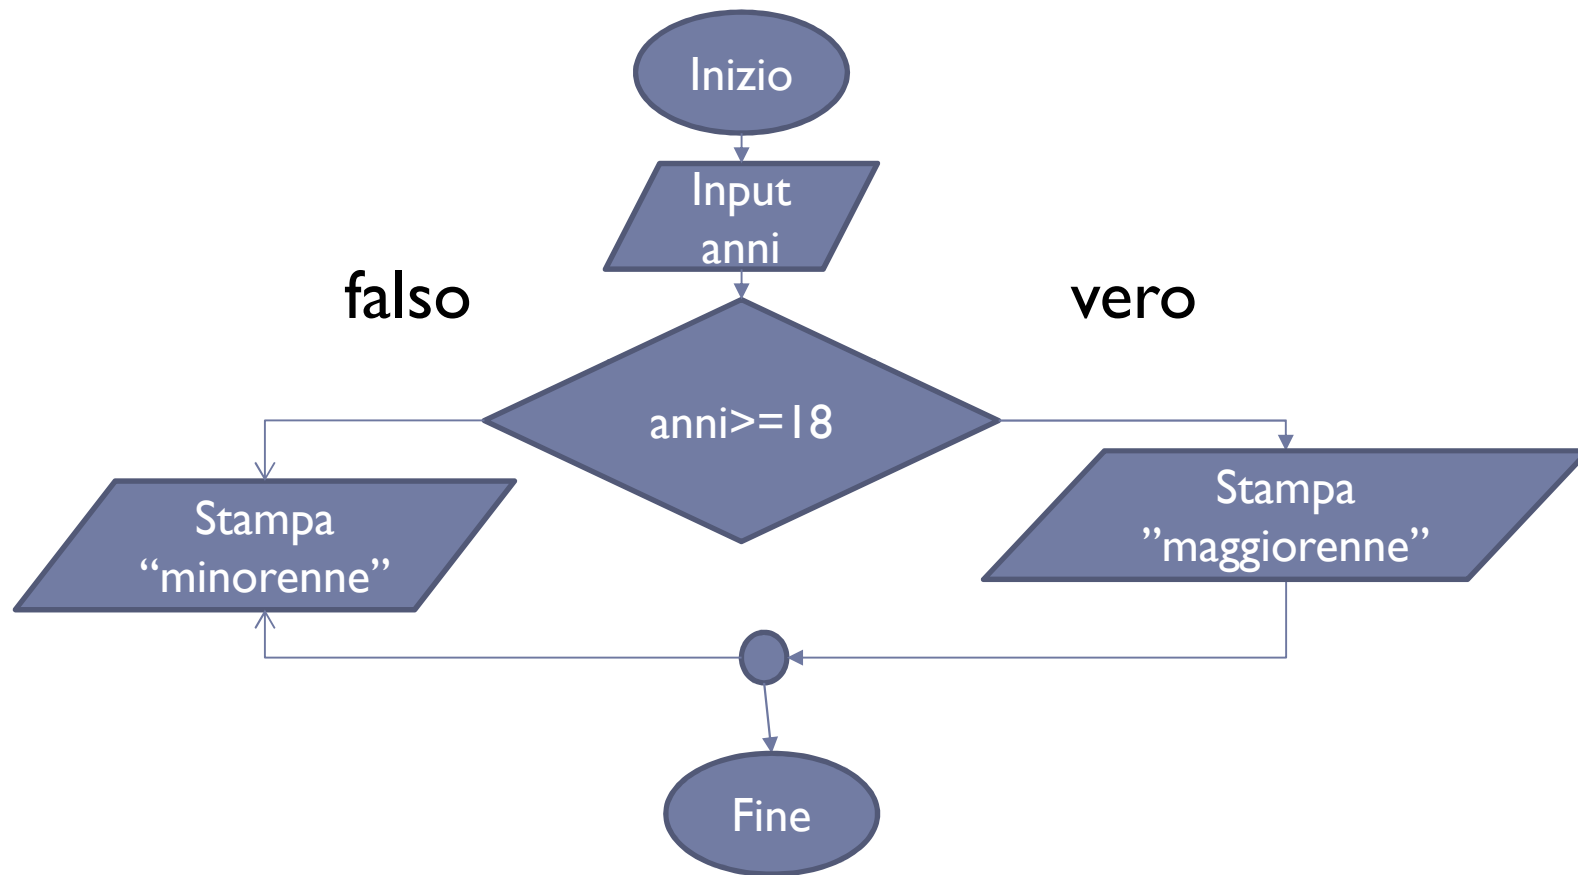 Inizio
Input
anni
falso
vero
anni>=18
Stampa
“minorenne”
Stampa
”maggiorenne”
Fine